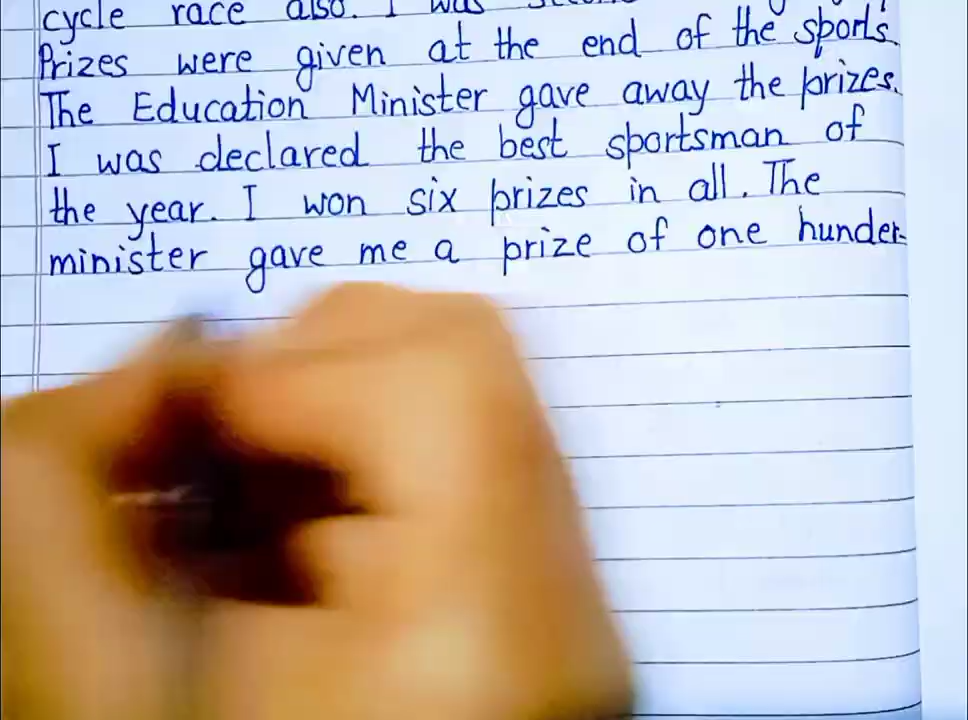 cycle race also. I was
Prizes were given at the end of the sports.
The Education Minister gave away the prizes.
I was declared the best sportsman of
the year. I won six prizes in all. The
minister gave me a prize of one hunder-